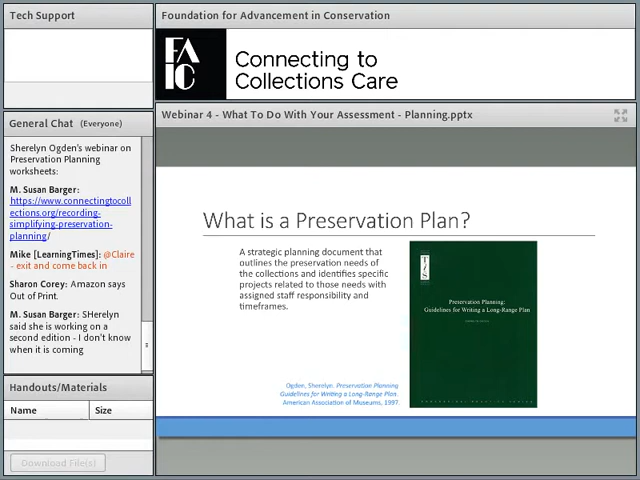 Tech Support
General Chat (Everyone)
Sherelyn Ogden's webinar on
Preservation Planning
worksheets:
M. Susan Barger:
https://www.connectingtocoll
ections.org/recording-
simplifying-preservation-
planning/
Mike [LearningTimes]: @Claire
- exit and come back in
Sharon Corey: Amazon says
Out of Print.
M. Susan Barger: SHerelyn
said she is working on a
second edition - I don't know
when it is coming
Handouts/Materials
Name Size
Download File(s)
Foundation for Advancement in Conservation
FA
IC
Connecting to
Collections Care
Webinar 4 - What To Do With Your Assessment - Planning.pptx
What is a Preservation Plan?
A strategic planning document that
outlines the preservation needs of
the collections and identifies specific
projects related to those needs with
assigned staff responsibility and
timeframes.
Preservation Planning:
Guidelines for Writing a Long-Range Plan
Ogden, Sherelyn. Preservation Planning
Guidelines for Writing a Long-Range Plan.
American Association of Museums, 1997.